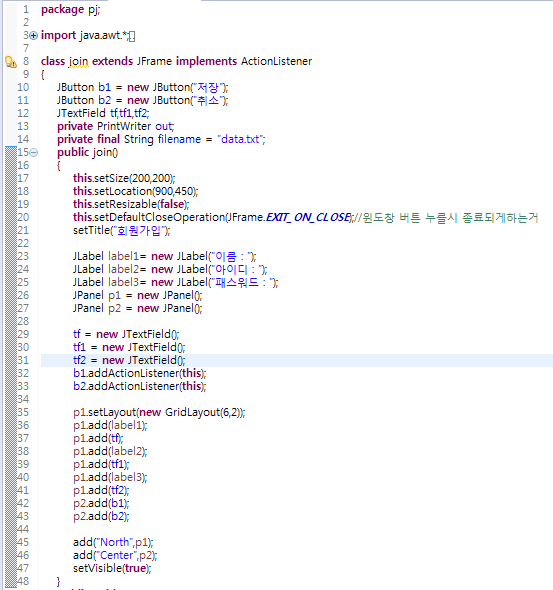 1 package pj;
2
3 import java.awt.*;
7
8 class join extends JFrame implements ActionListener
9 {
10 JButton b1 = new JButton("저장");
11 JButton b2 = new JButton("취소");
12 JTextField tf,tf1,tf2;
13 private PrintWriter out;
14 private final String filename = "data.txt";
15 public join()
16 {
17 this.setSize(200,200);
18 this.setLocation(900,450);
19 this.setResizable(false);
20 this.setDefaultCloseOperation(JFrame.EXIT_ON_CLOSE);//윈도창 버튼 누를시 종료되게하는거
21 setTitle("회원가입");
22
23 JLabel label1= new JLabel("이름 : ");
24 JLabel label2= new JLabel("아이디 : ");
25 JLabel label3= new JLabel("패스워드 : ");
26 JPanel p1 = new JPanel();
27 JPanel p2 = new JPanel();
28
29 tf = new JTextField();
30 tf1 = new JTextField();
31 tf2 = new JTextField();
32 b1.addActionListener(this);
33 b2.addActionListener(this);
34
35 p1.setLayout(new GridLayout(6,2));
36 p1.add(label1);
37 p1.add(tf);
38 p1.add(label2);
39 p1.add(tf1);
40 p1.add(label3);
41 p1.add(tf2);
42 p2.add(b1);
43 p2.add(b2);
44
45 add("North",p1);
46 add("Center",p2);
47 setVisible(true);
48 }